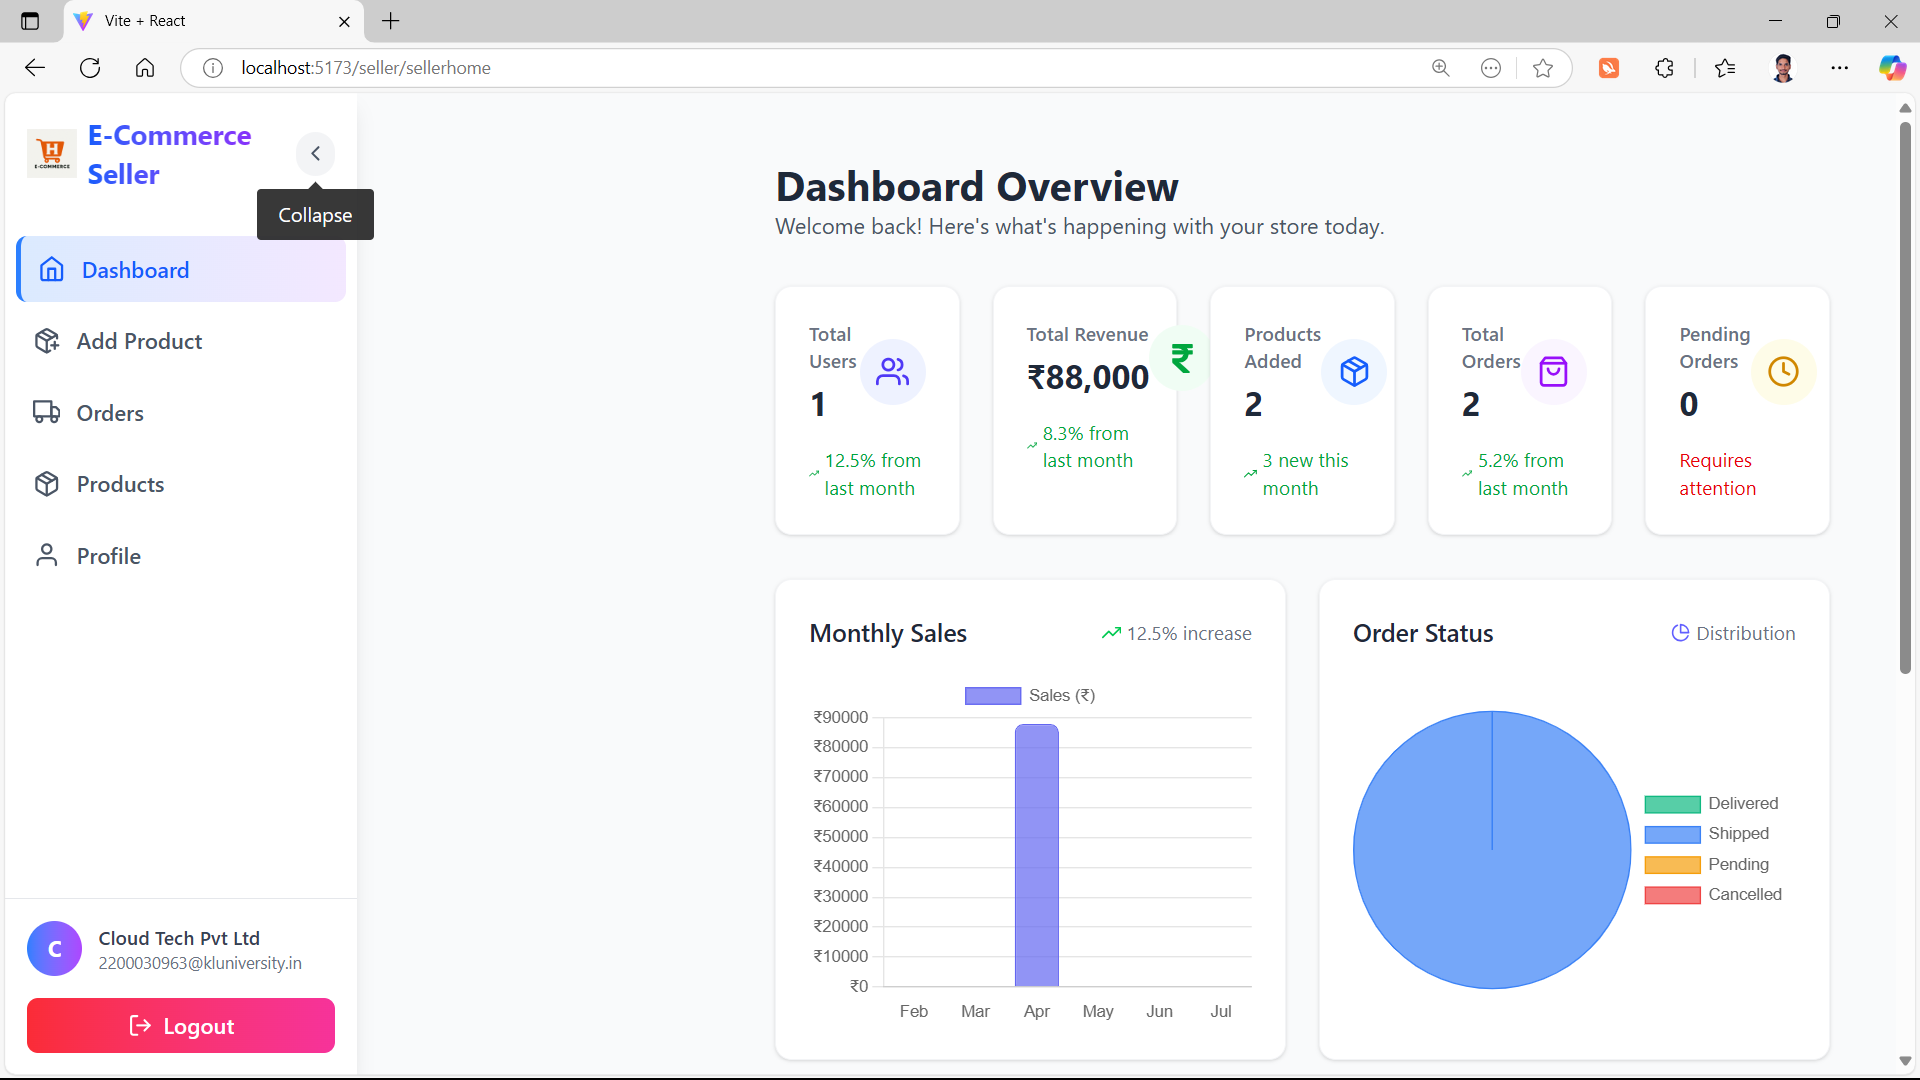 Vite + React
localhost:5173/seller/sellerhome
H
E-COMMERCE
E-Commerce
Seller
Collapse
Dashboard
Add Product
Orders
Products
Profile
C
Cloud Tech Pvt Ltd
2200030963@kluniversity.in
Logout
Dashboard Overview
Welcome back! Here's what's happening with your store today.
Total
Users
1
12.5% from
last month
Total Revenue
₹88,000
₹
8.3% from
last month
Products
Added
2
3 new this
month
Total
Orders
2
5.2% from
last month
Pending
Orders
0
Requires
attention
Monthly Sales
12.5% increase
Sales (₹)
₹90000
₹80000
₹70000
₹60000
₹50000
₹40000
₹30000
₹20000
₹10000
₹0
Feb Mar Apr May Jun Jul
Order Status
Distribution
Delivered
Shipped
Pending
Cancelled